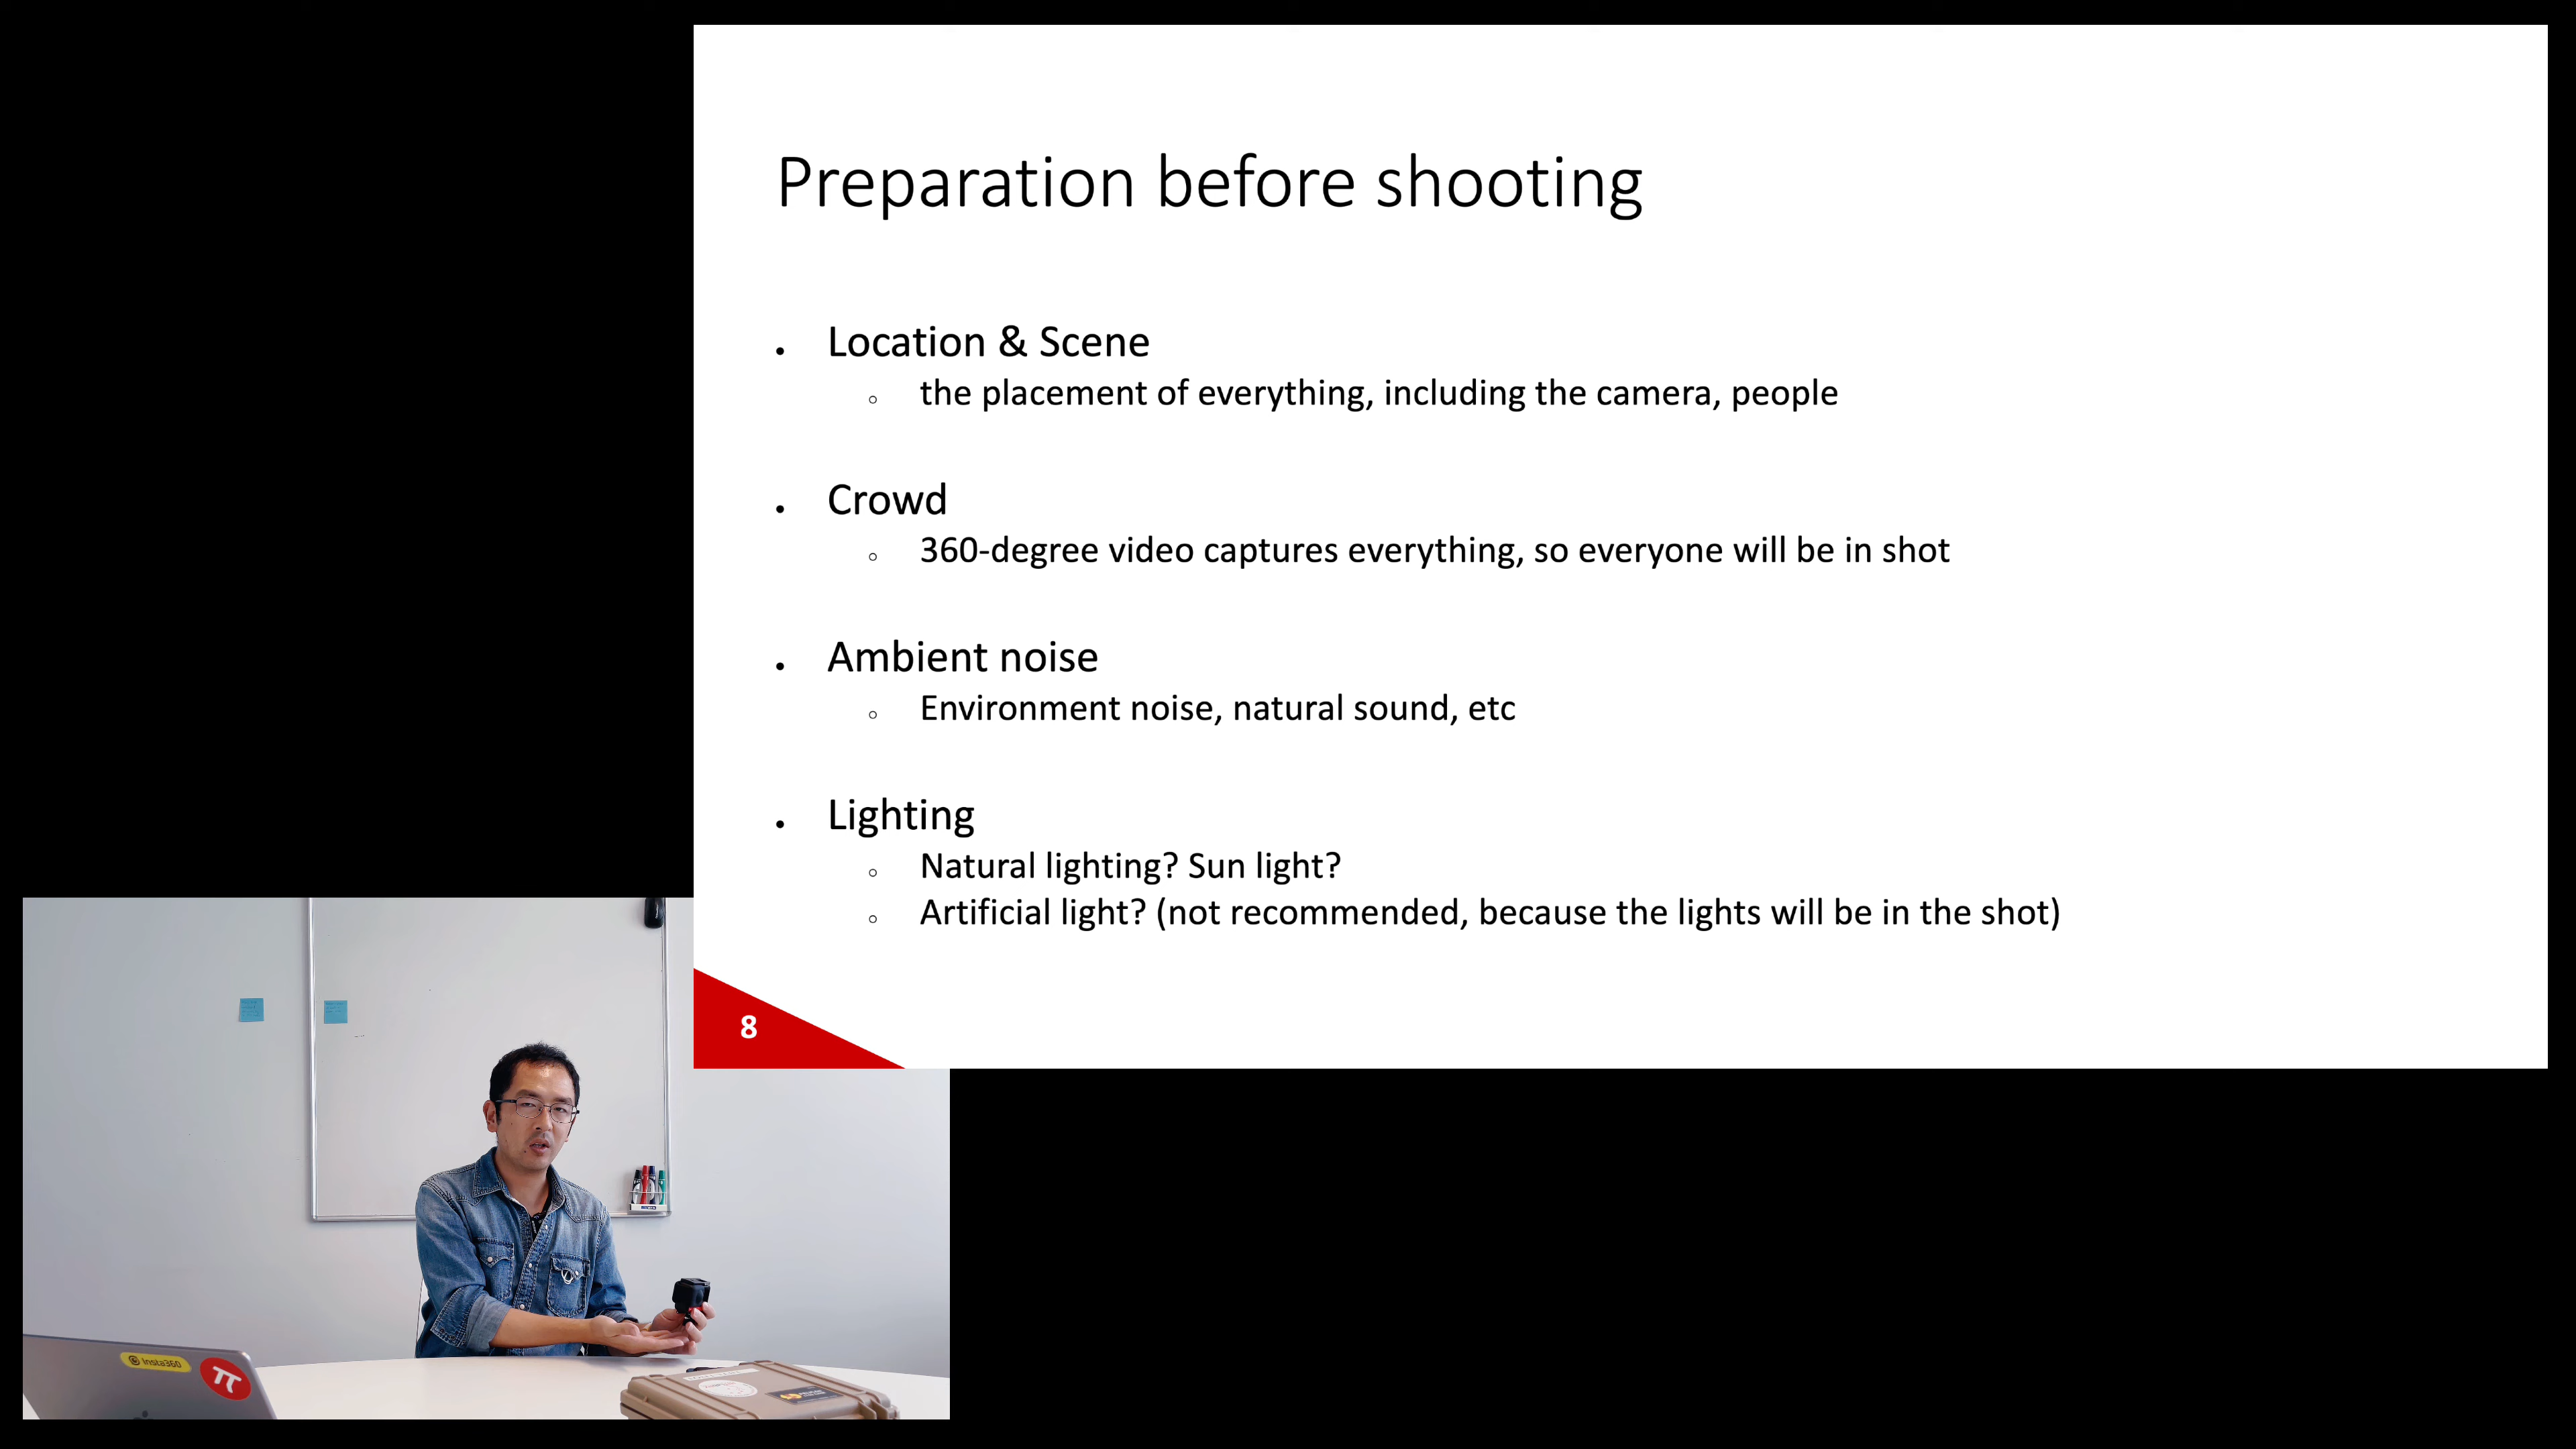 Preparation before shooting
Location & Scene
the placement of everything, including the camera, people
Crowd
360-degree video captures everything, so everyone will be in shot
Ambient noise
Environment noise, natural sound, etc
Lighting
Natural lighting? Sun light?
Artificial light? (not recommended, because the lights will be in the shot)
8
Insta360